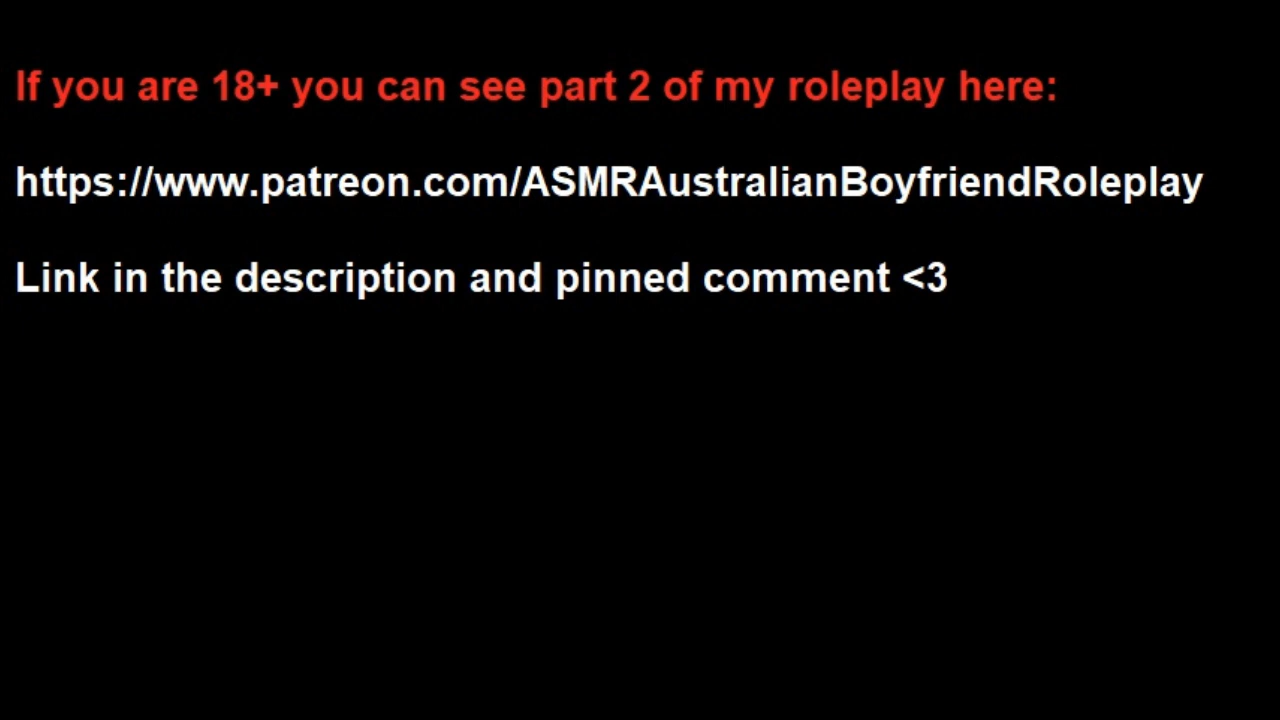 If you are 18+ you can see part 2 of my roleplay here:
https://www.patreon.com/ASMRAustralianBoyfriendRoleplay
Link in the description and pinned comment <3